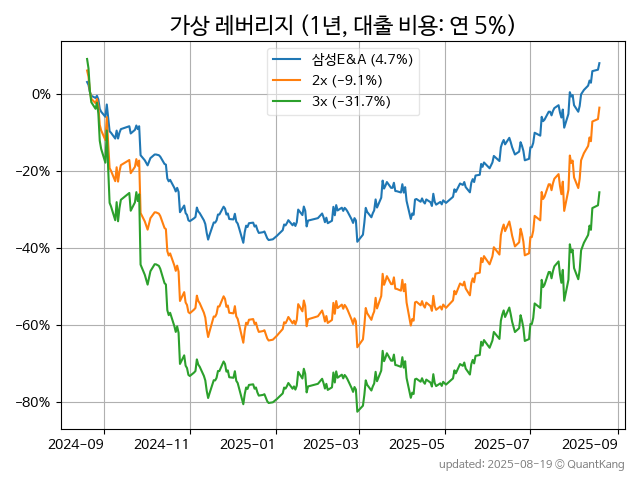 가상 레버리지 (1년, 대출 비용: 연 5%)
삼성E&A (4.7%)
2x (−9.1%)
3x (−31.7%)
0%
−20%
−40%
−60%
−80%
2024−09 2024−11 2025−01 2025−03 2025−05 2025−07 2025−09
updated: 2025-08-19 © QuantKang